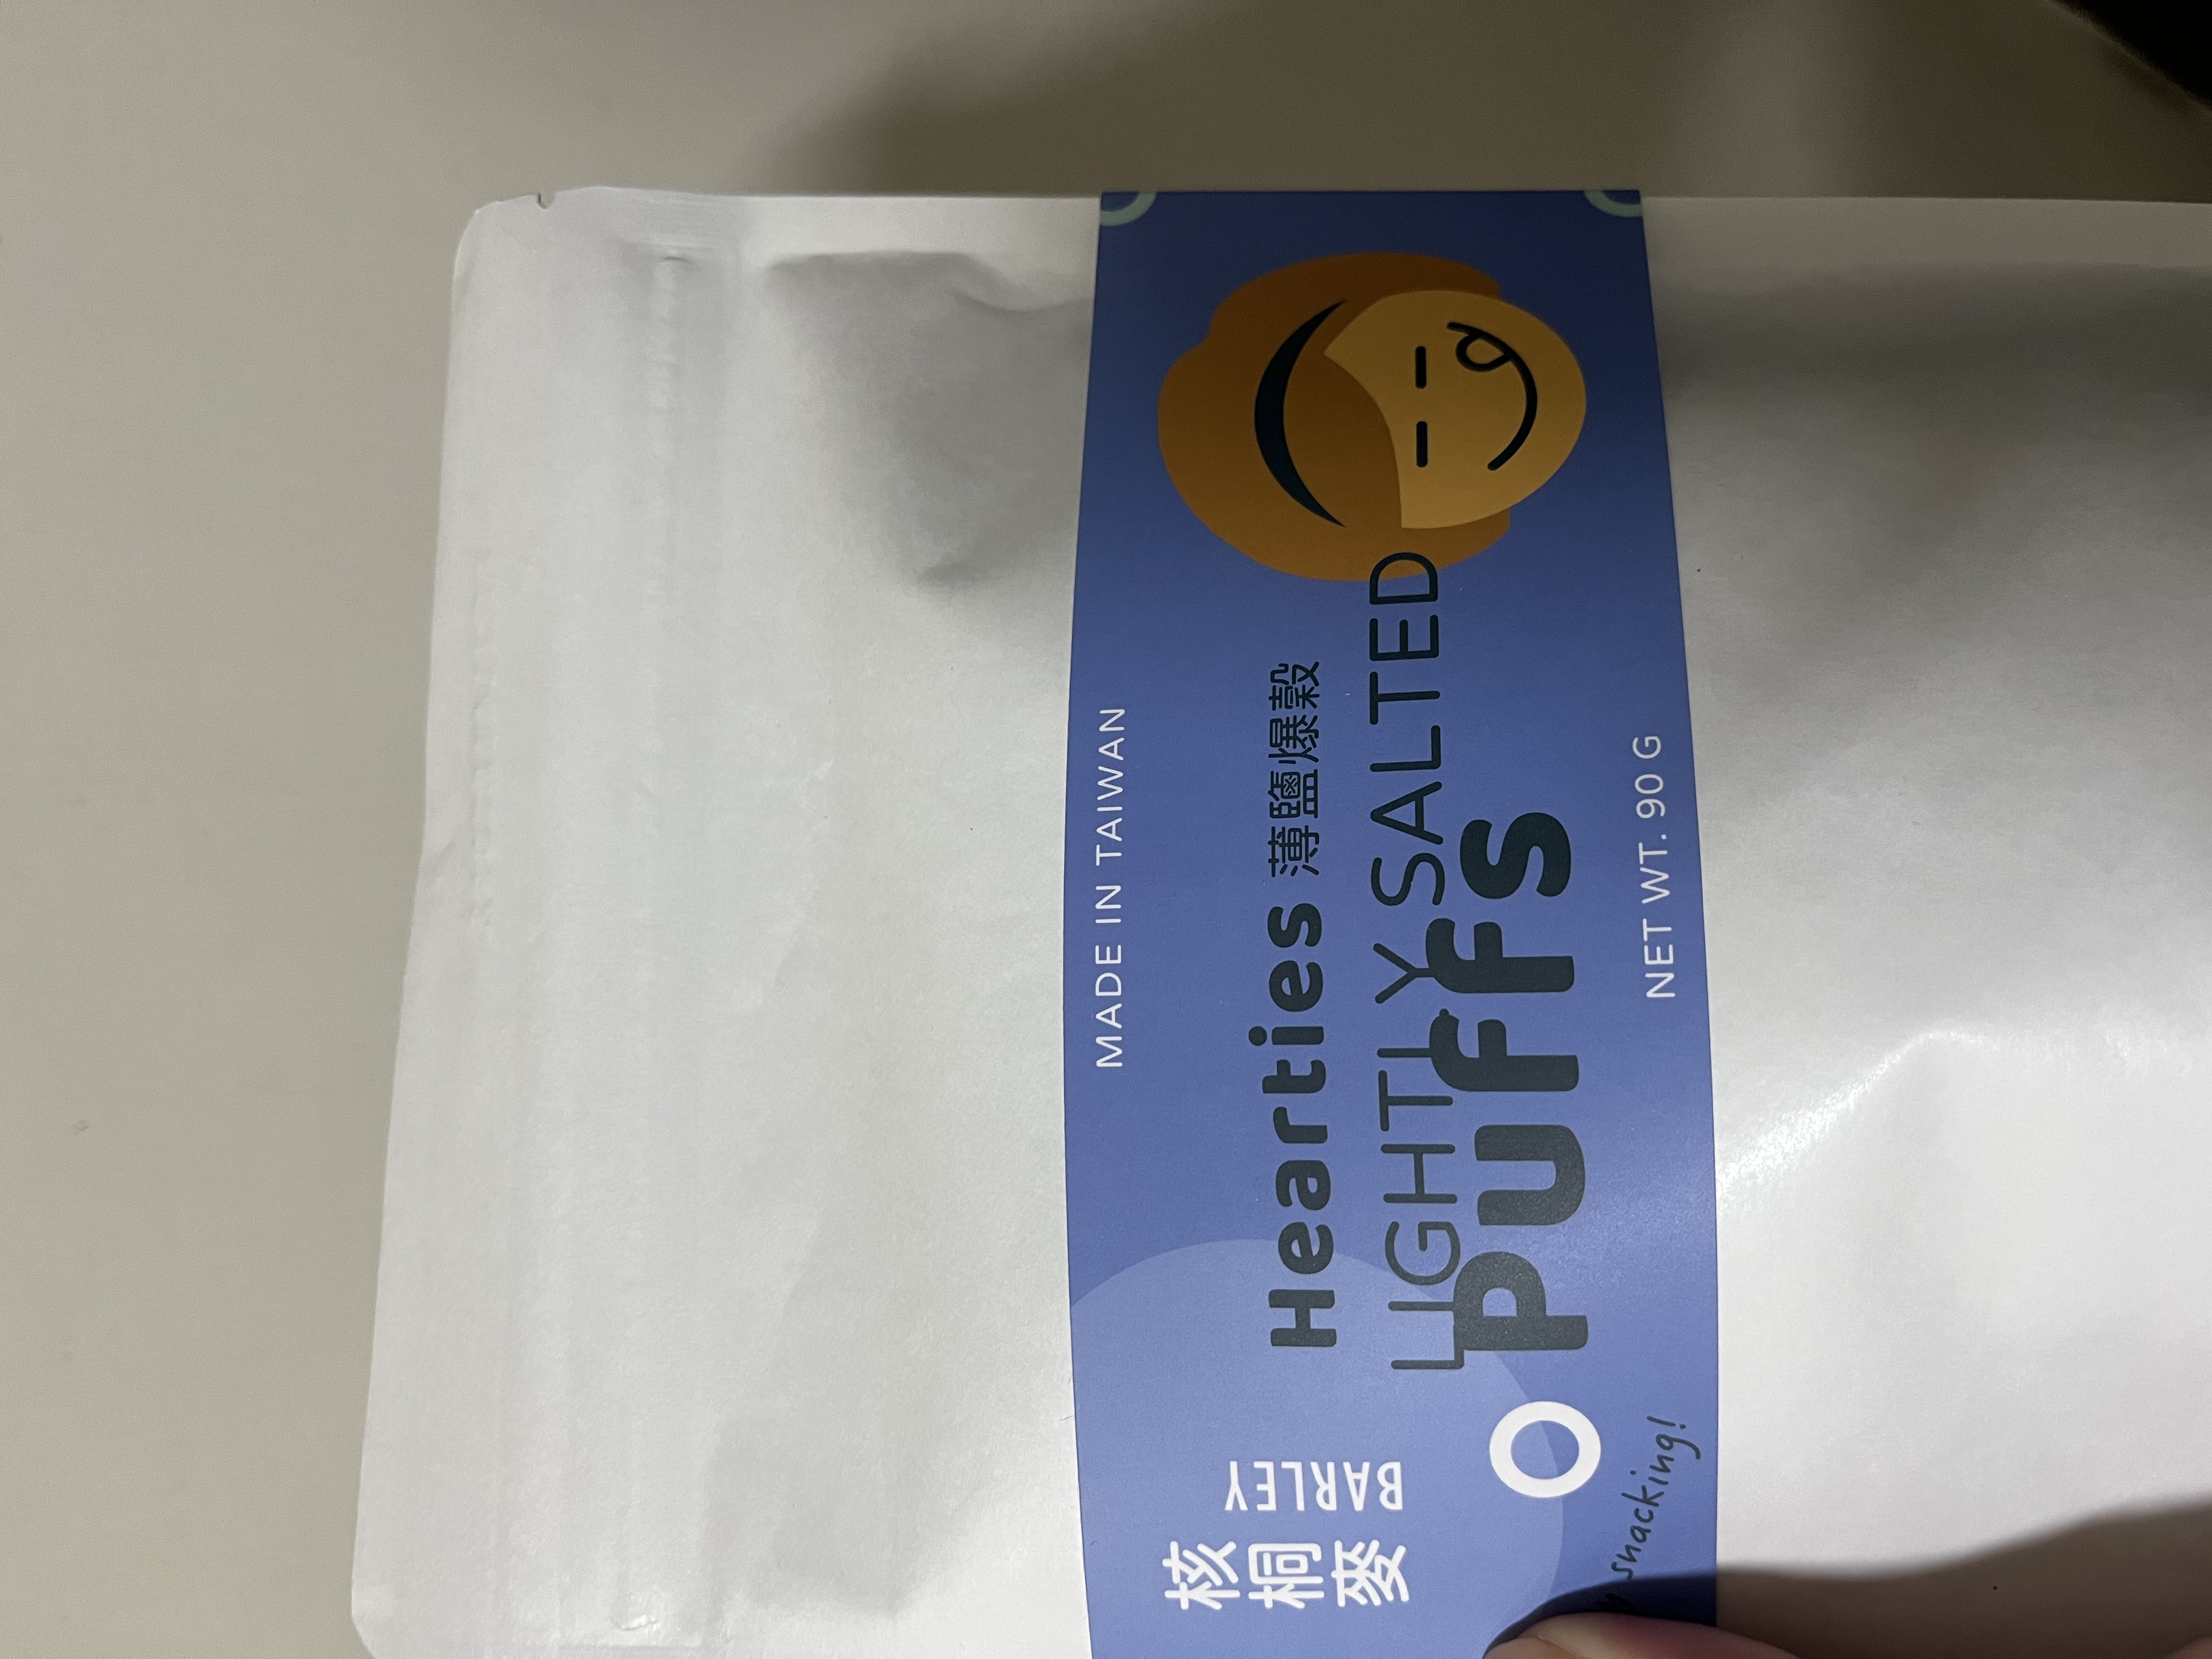 MADE IN TAIWAN
核桐麥
BARLEY
Hearties 薄鹽爆穀
LIGHTLY SALTED
puffs
snacking!
NET WT. 90 G